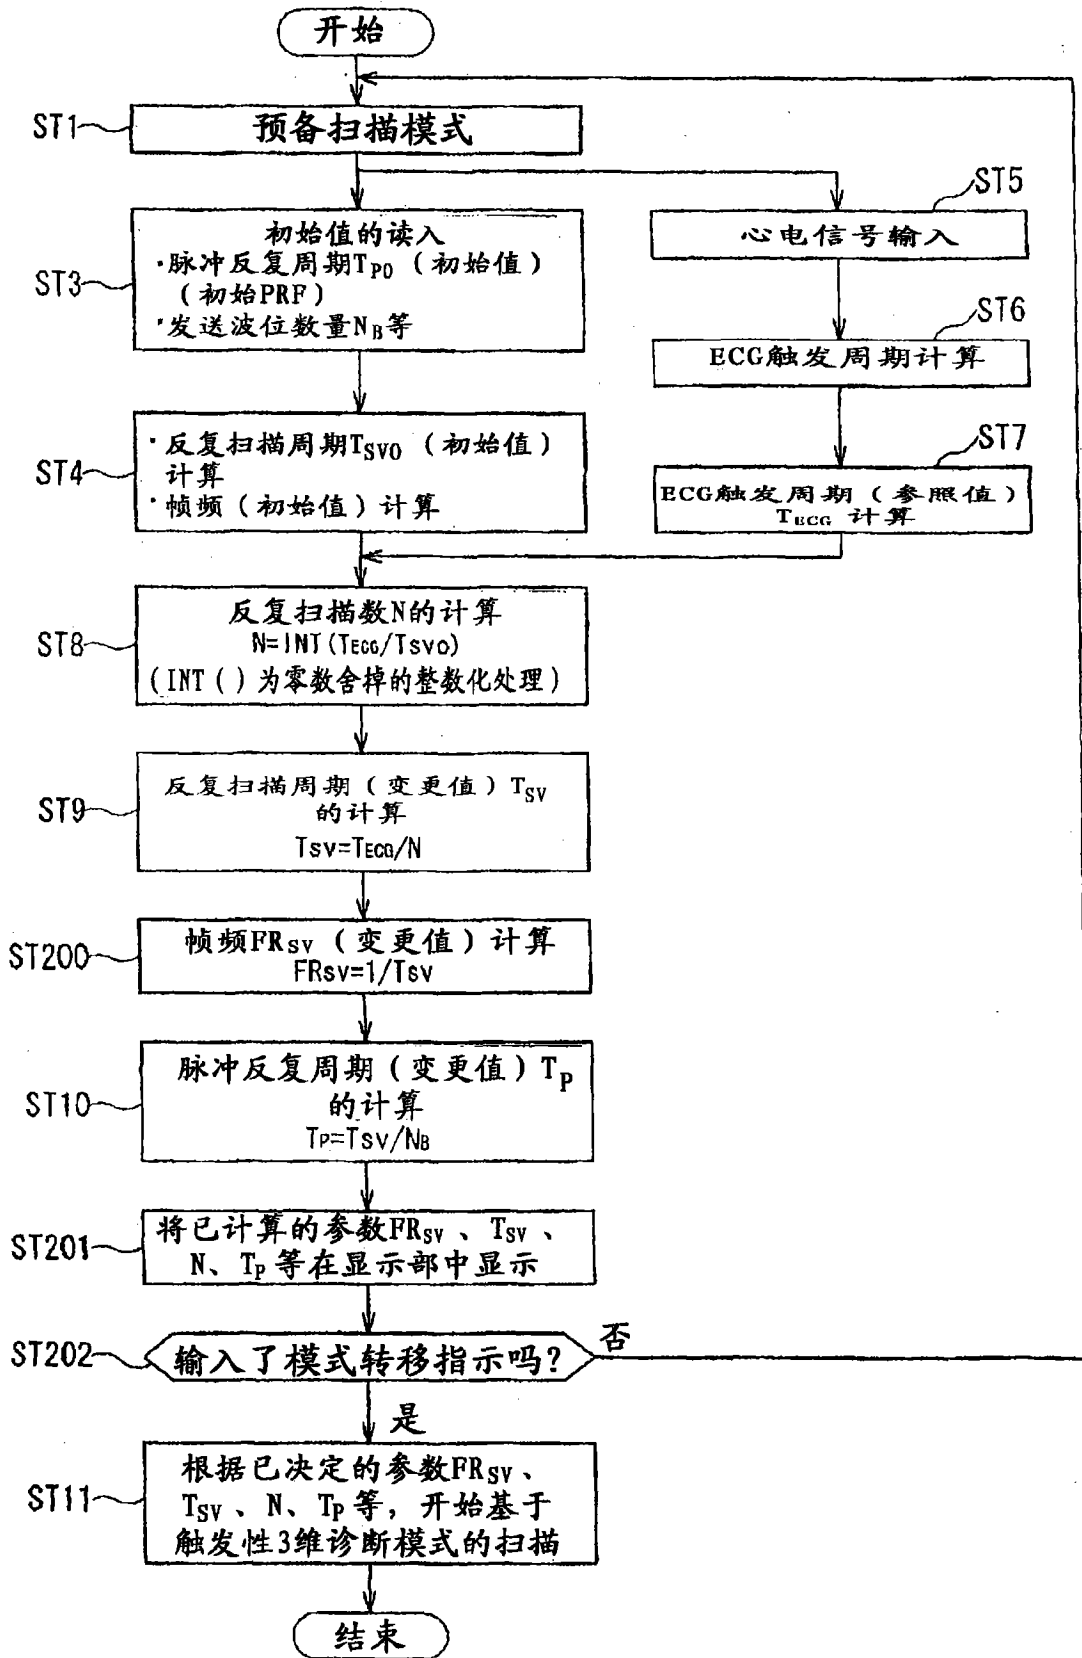 开始
ST1
预备扫描模式
ST3
初始值的读入
·脉冲反复周期TP0（初始值）
（初始PRF）
·发送波位数量NB等
ST4
·反复扫描周期TSV0（初始值）
计算
·帧频（初始值）计算
ST5
心电信号输入
ST6
ECG触发周期计算
ST7
ECG触发周期（参照值）
TECG 计算
ST8
反复扫描数N的计算
N=INT(TECG/TSV0)
（INT（）为零数舍掉的整数化处理）
ST9
反复扫描周期（变更值）TSV
的计算
TSV=TECG/N
ST200
帧频FRSV（变更值）计算
FRSV=1/TSV
ST10
脉冲反复周期（变更值）TP
的计算
TP=TSV/NB
ST201
将已计算的参数FRSV、TSV、
N、TP等在显示部中显示
ST202
输入了模式转移指示吗？
否
是
ST11
根据已决定的参数FRSV、
TSV、N、TP等，开始基于
触发性3维诊断模式的扫描
结束